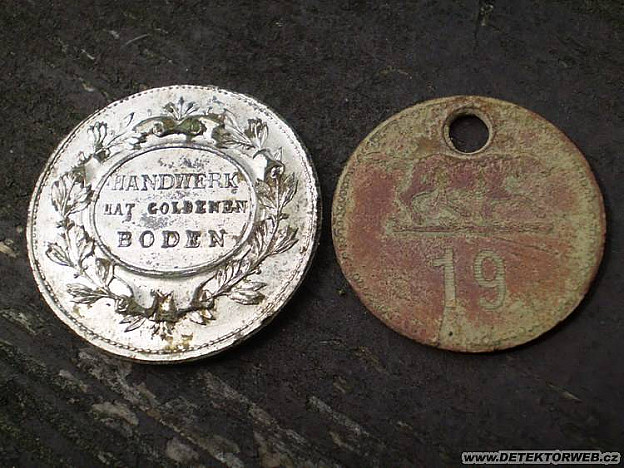 HANDWERK
HAT GOLDENEN
BODEN
19
www.DETEKTORWEB.cz